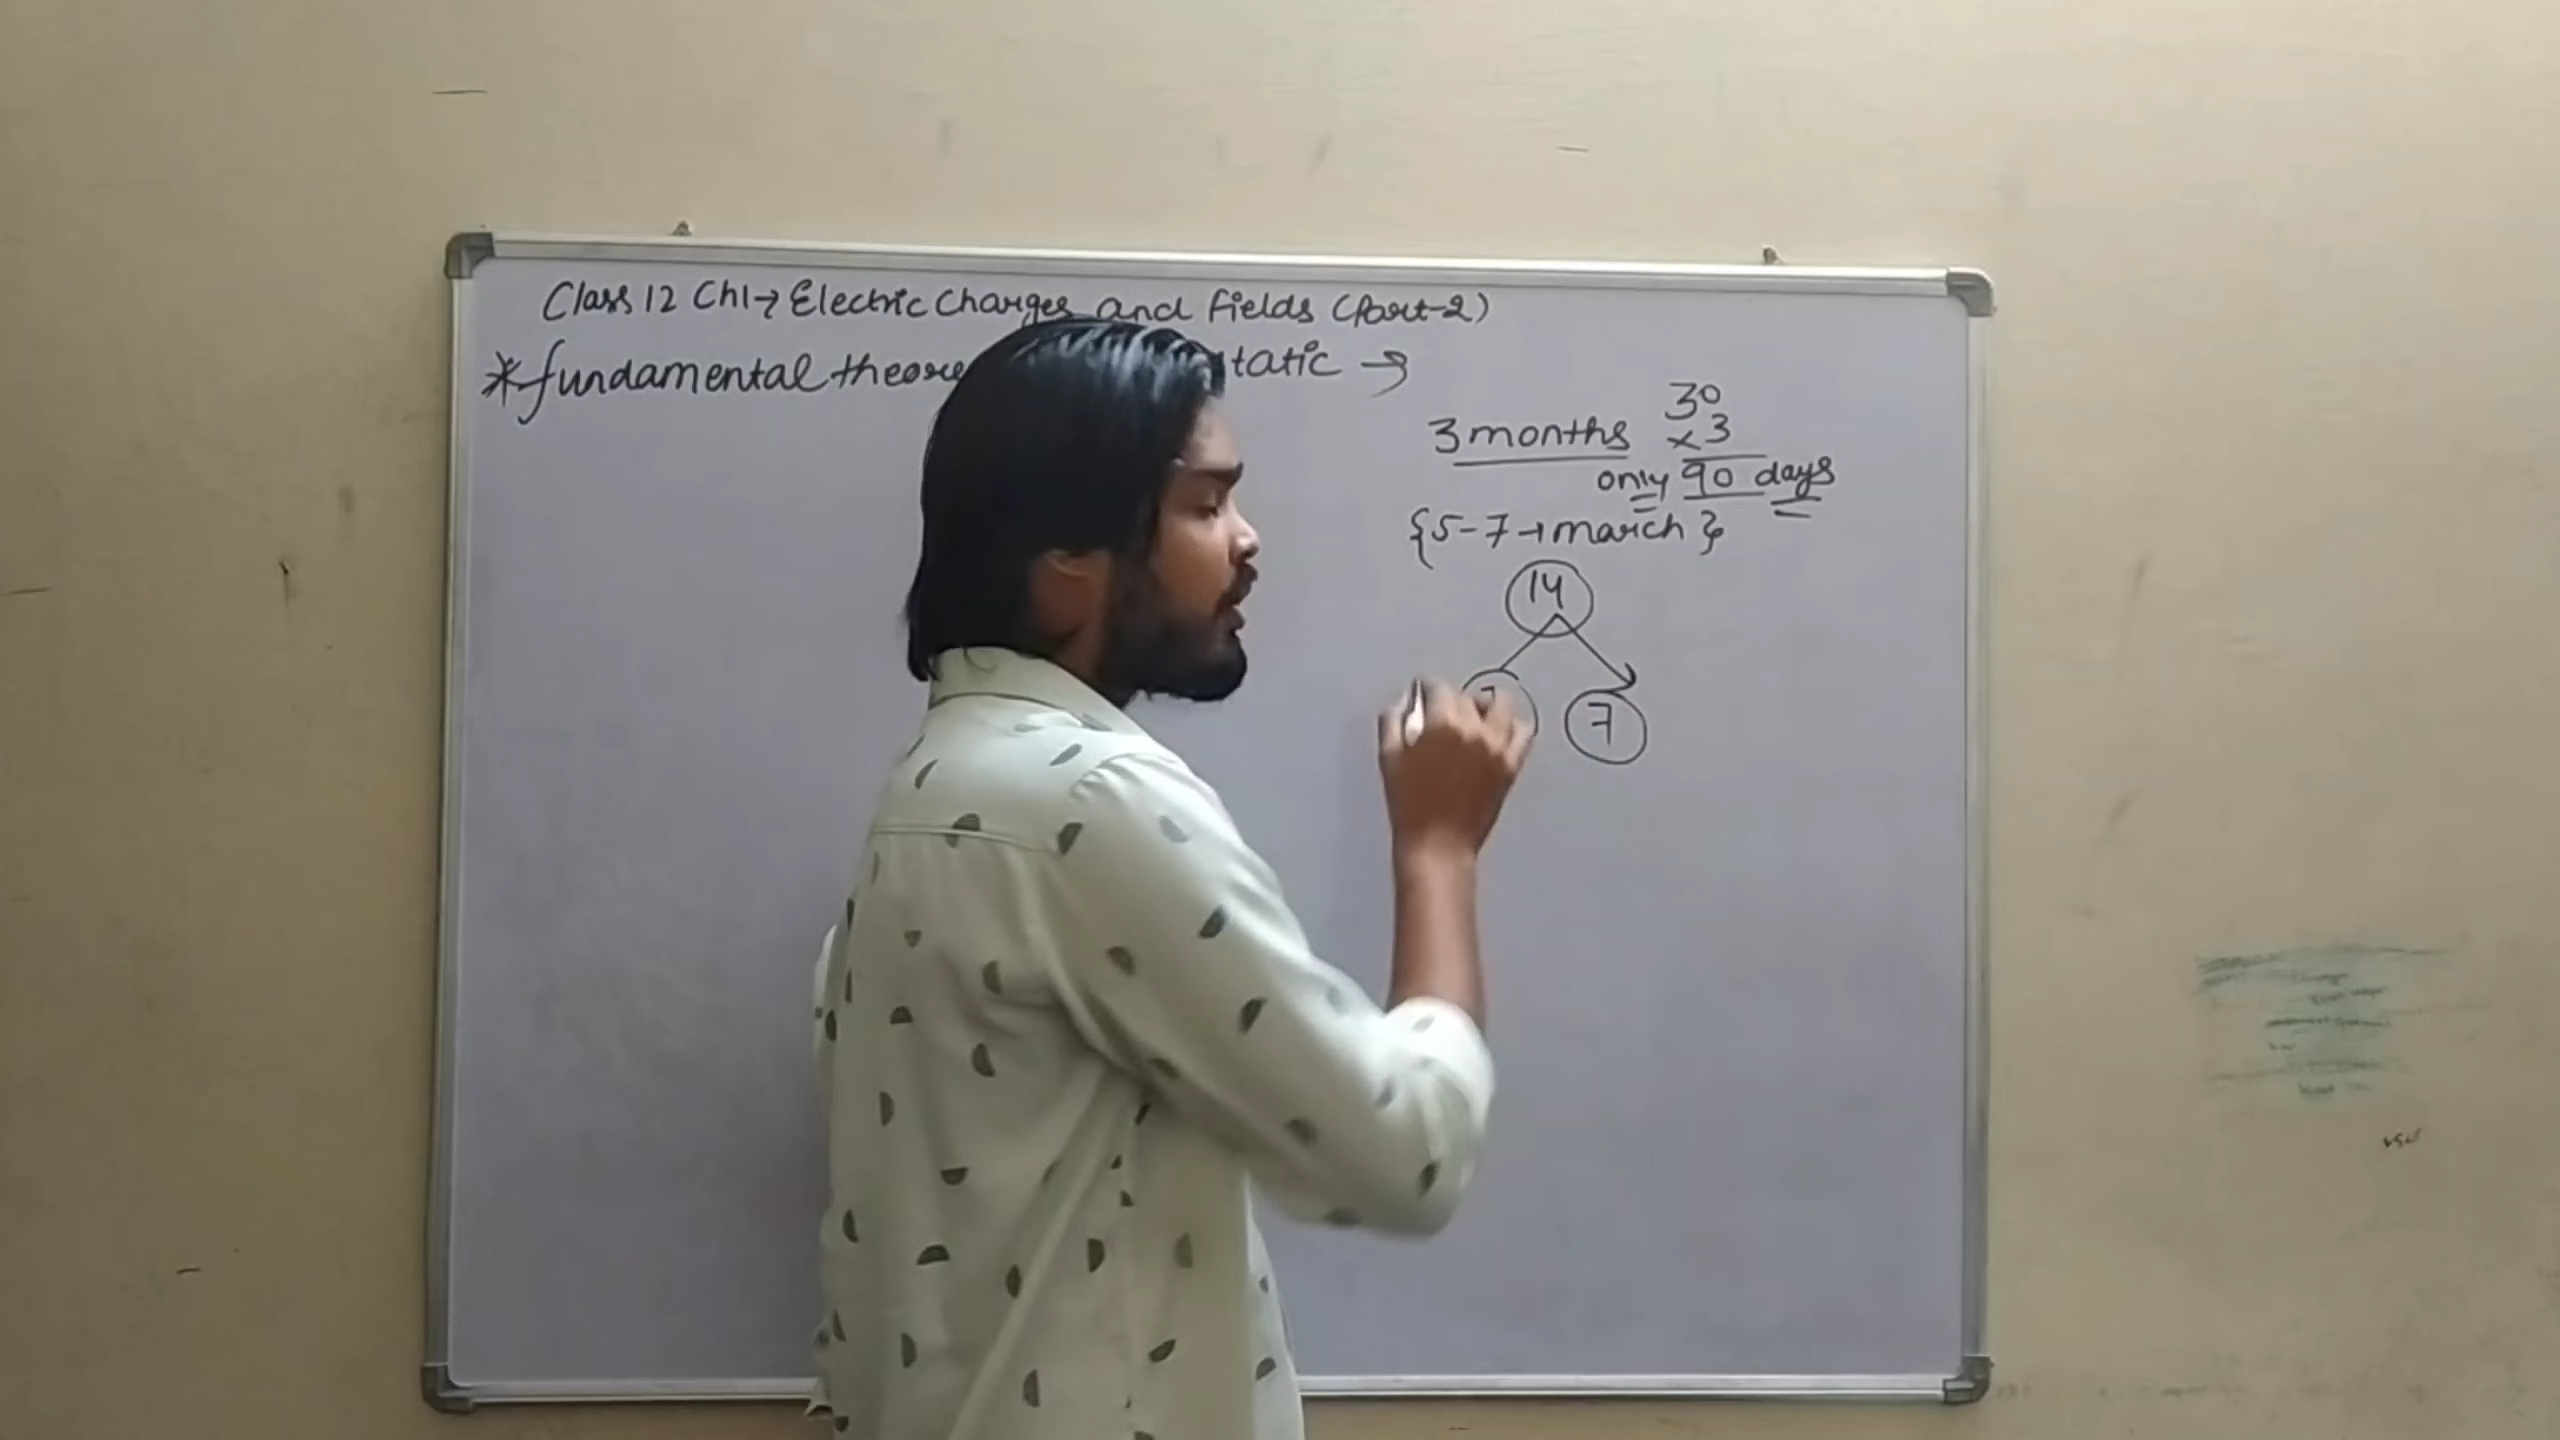 Class 12 Ch1→ Electric Charges and Fields (Part-2)
*fundamental theore tatic →
30
3 months ×3
only 90 days
{5-7→march}
14
7 7